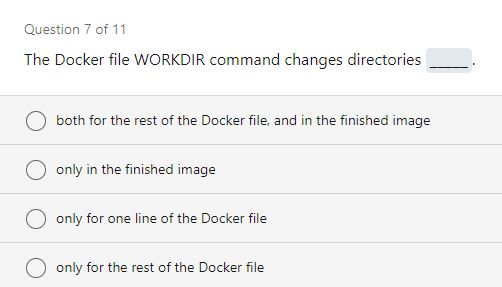 Question 7 of 11
The Docker file WORKDIR command changes directories _____.
both for the rest of the Docker file, and in the finished image
only in the finished image
only for one line of the Docker file
only for the rest of the Docker file